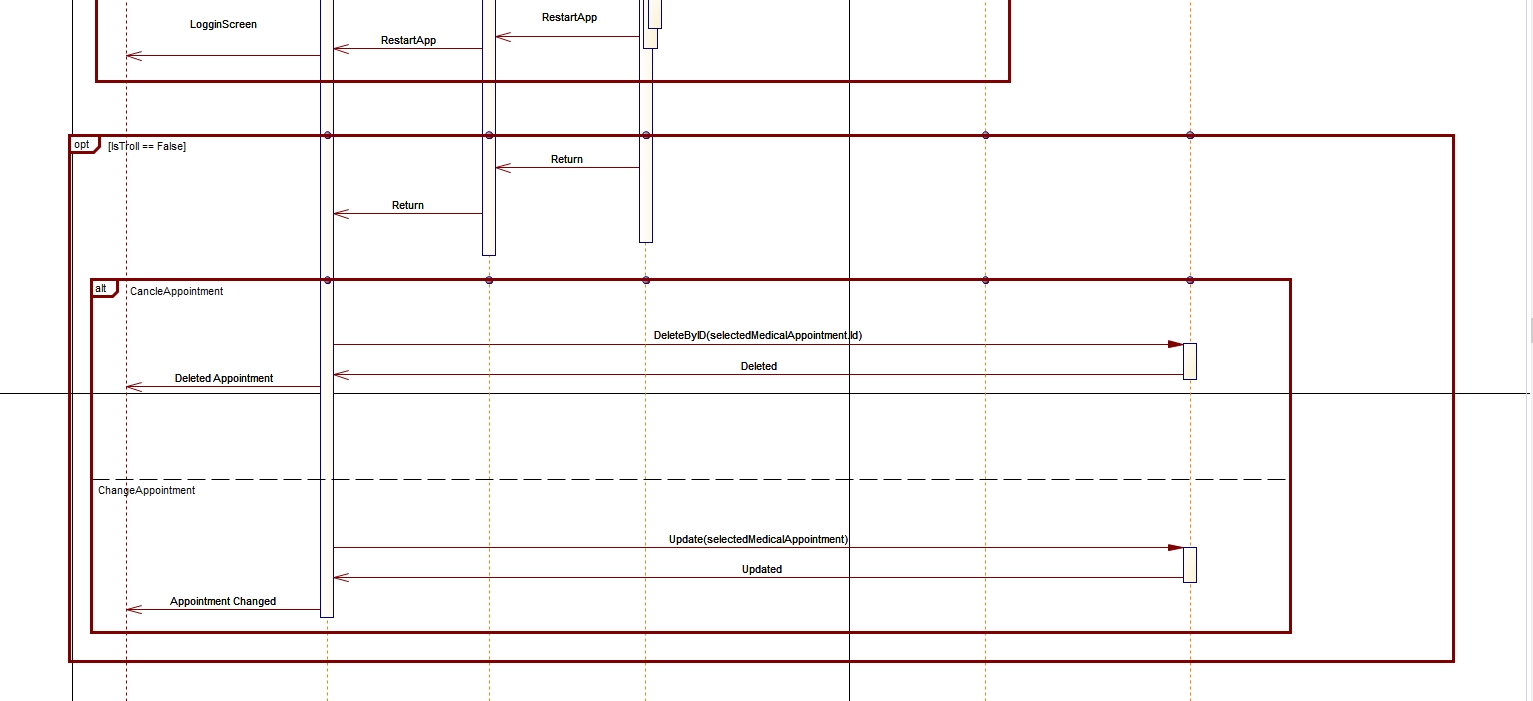 LogginScreen
RestartApp
RestartApp
opt
[IsTroll == False]
Return
Return
alt
CancleAppointment
DeleteByID(selectedMedicalAppointment.Id)
Deleted
Deleted Appointment
ChangeAppointment
Update(selectedMedicalAppointment)
Updated
Appointment Changed